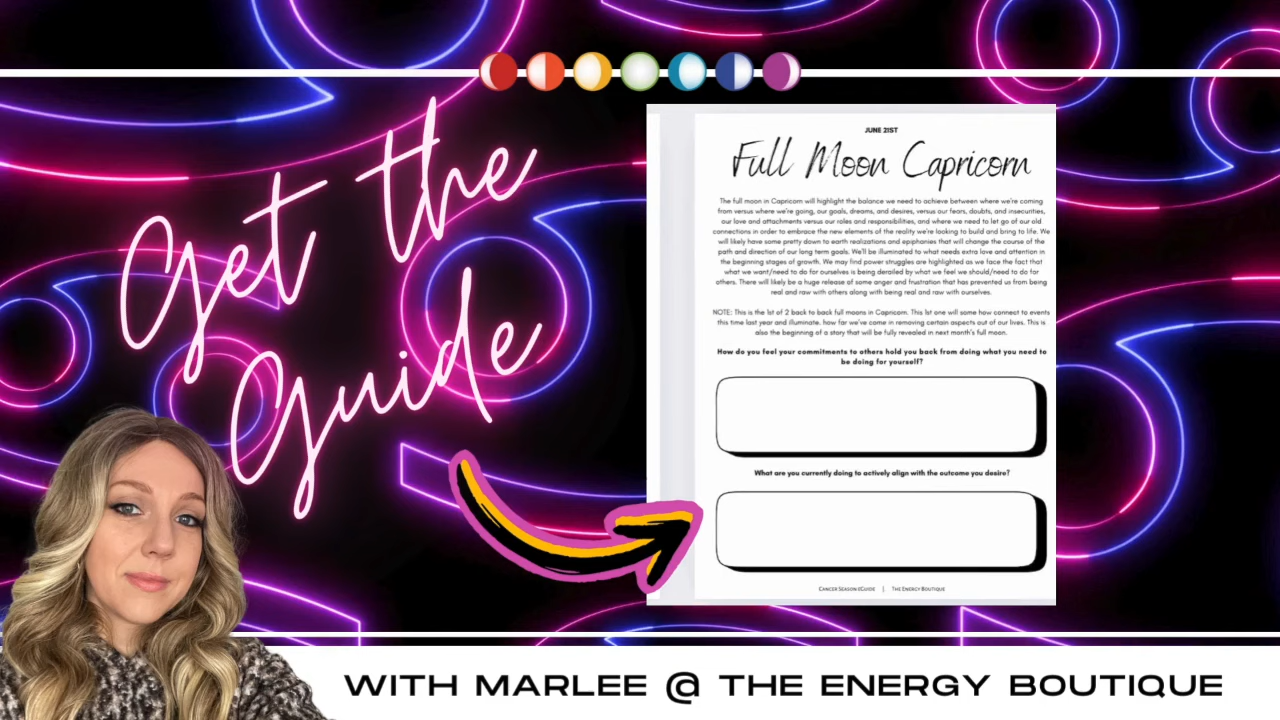 Get the
Guide
JUNE 21ST
Full Moon Capricorn
The full moon in Capricorn will highlight the balance we need to achieve between where we're coming
from versus where we're going, our goals, dreams, and desires, versus our fears, doubts, and insecurities,
our love and attachments versus our roles and responsibilities, and where we need to let go of our old
connections in order to embrace the new elements of the reality we're looking to build and bring to life. We
will likely have some pretty down to earth realizations and epiphanies that will change the course of the
path and direction of our long term goals. We'll be illuminated to what needs extra love and attention in
the beginning stages of growth. We may find power struggles are highlighted as we face the fact that
what we want/need to do for ourselves is being derailed by what we feel we should/need to do for
others. There will likely be a huge release of some anger and frustration that has prevented us from being
real and raw with others along with being real and raw with ourselves.
NOTE: This is the 1st of 2 back to back full moons in Capricorn. This 1st one will some how connect to events
this time last year and illuminate. how far we've come in removing certain aspects out of our lives. This is
also the beginning of a story that will be fully revealed in next month's full moon.
How do you feel your commitments to others hold you back from doing what you need to
be doing for yourself?
What are you currently doing to actively align with the outcome you desire?
CANCER SEASON EGUIDE | THE ENERGY BOUTIQUE
WITH MARLEE @ THE ENERGY BOUTIQUE